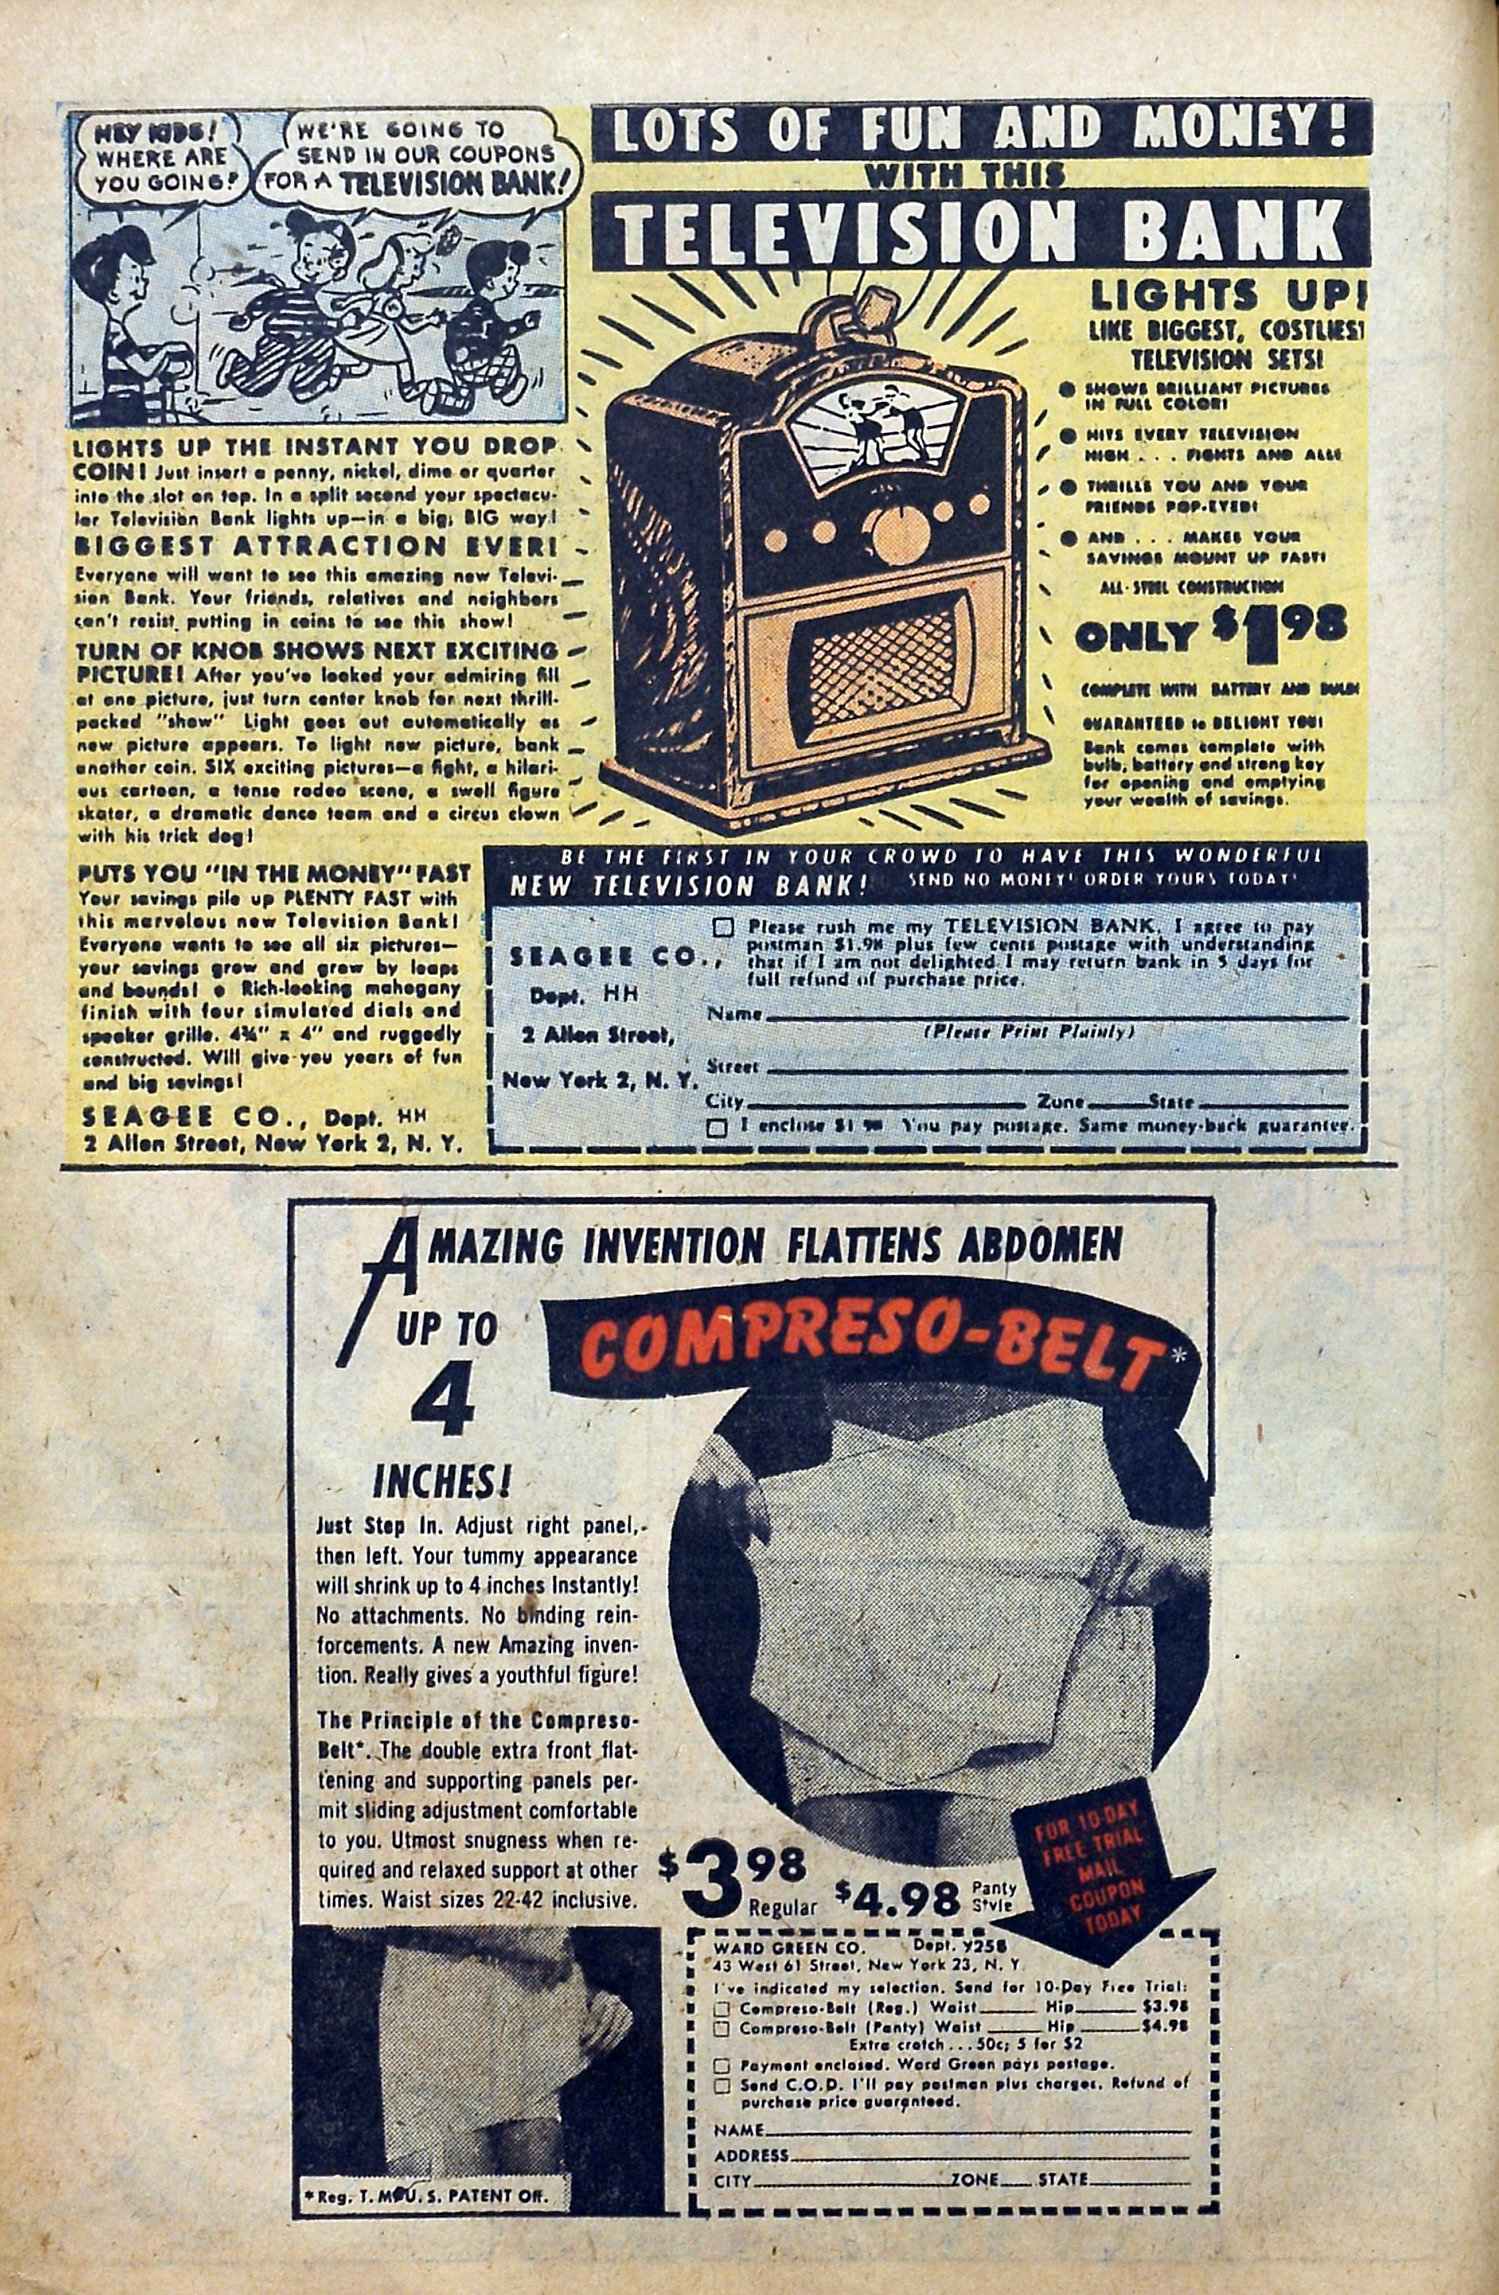 HEY KIDS!
WHERE ARE
YOU GOING?
WE'RE GOING TO
SEND IN OUR COUPONS
FOR A TELEVISION BANK!
LOTS OF FUN AND MONEY!
WITH THIS
TELEVISION BANK
LIGHTS UP!
LIKE BIGGEST, COSTLIEST
TELEVISION SETS!
● SHOWS BRILLIANT PICTURES
IN FULL COLOR!
● HITS EVERY TELEVISION
HIGH . . . FIGHTS AND ALL!
● THRILLS YOU AND YOUR
FRIENDS POP-EYED!
● AND . . . MAKES YOUR
SAVINGS MOUNT UP FAST!
ALL-STEEL CONSTRUCTION
ONLY $1.98
COMPLETE WITH BATTERY AND BULB!
GUARANTEED to DELIGHT YOU!
Bank comes complete with
bulb, battery and strong key
for opening and emptying
your wealth of savings.
LIGHTS UP THE INSTANT YOU DROP
COIN! Just insert a penny, nickel, dime or quarter
into the slot on top. In a split second your spectacu-
lar Television Bank lights up—in a big, BIG way!
BIGGEST ATTRACTION EVER!
Everyone will want to see this amazing new Televi-
sion Bank. Your friends, relatives and neighbors
can't resist putting in coins to see this show!
TURN OF KNOB SHOWS NEXT EXCITING
PICTURE! After you've looked your admiring fill
at one picture, just turn center knob for next thrill-
packed "show" Light goes out automatically as
new picture appears. To light new picture, bank
another coin. SIX exciting pictures—a fight, a hilari-
ous cartoon, a tense rodeo scene, a swell figure
skater, a dramatic dance team and a circus clown
with his trick dog!
PUTS YOU "IN THE MONEY" FAST
Your savings pile up PLENTY FAST with
this marvelous new Television Bank!
Everyone wants to see all six pictures—
your savings grow and grow by leaps
and bounds! ● Rich-looking mahogany
finish with four simulated dials and
speaker grille. 4¾" x 4" and ruggedly
constructed. Will give you years of fun
and big savings!
SEAGEE CO., Dept. HH
2 Allen Street, New York 2, N. Y.
BE THE FIRST IN YOUR CROWD TO HAVE THIS WONDERFUL
NEW TELEVISION BANK! SEND NO MONEY! ORDER YOURS TODAY!
SEAGEE CO.,
Dept. HH
2 Allen Street,
New York 2, N. Y.
Please rush me my TELEVISION BANK. I agree to pay
postman $1.98 plus few cents postage with understanding
that if I am not delighted I may return bank in 5 days for
full refund of purchase price.
Name
(Please Print Plainly)
Street
City Zone State
I enclose $1.98 You pay postage. Same money-back guarantee.
AMAZING INVENTION FLATTENS ABDOMEN
UP TO
4
INCHES!
COMPRESO-BELT*
Just Step In. Adjust right panel,
then left. Your tummy appearance
will shrink up to 4 inches Instantly!
No attachments. No binding rein-
forcements. A new Amazing inven-
tion. Really gives a youthful figure!
The Principle of the Compreso-
Belt*. The double extra front flat-
tening and supporting panels per-
mit sliding adjustment comfortable
to you. Utmost snugness when re-
quired and relaxed support at other
times. Waist sizes 22-42 inclusive.
$3.98
Regular
$4.98 Panty
Style
FOR 10-DAY
FREE TRIAL
MAIL
COUPON
TODAY
*Reg. T.M. U. S. PATENT Off.
WARD GREEN CO. Dept. Y258
43 West 61 Street, New York 23, N. Y.
I've indicated my selection. Send for 10-Day Free Trial:
Compreso-Belt (Reg.) Waist Hip $3.98
Compreso-Belt (Panty) Waist Hip $4.98
Extra crotch...50c; 5 for $2
Payment enclosed. Ward Green pays postage.
Send C.O.D. I'll pay postman plus charges. Refund of
purchase price guaranteed.
NAME
ADDRESS
CITY ZONE STATE